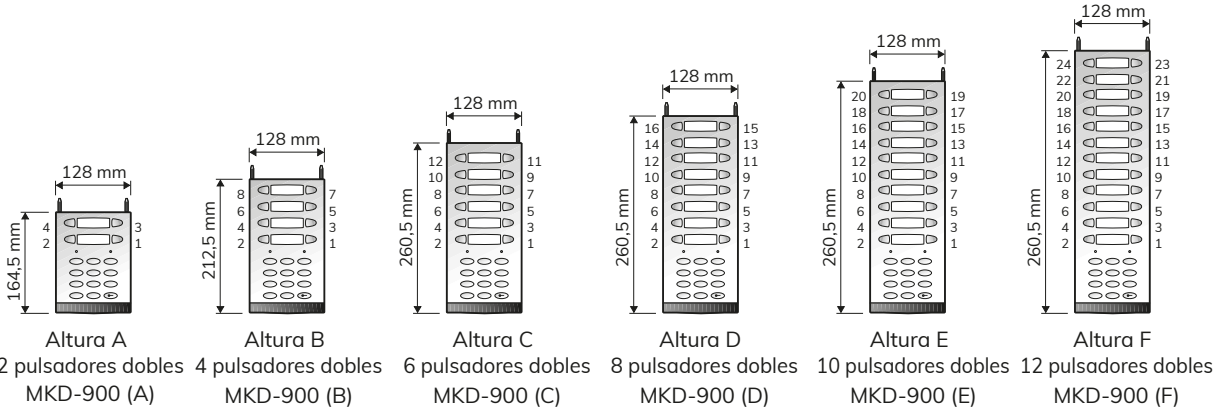 128 mm
164,5 mm
4 3
2 1
Altura A
2 pulsadores dobles
MKD-900 (A)
128 mm
212,5 mm
8 7
6 5
4 3
2 1
Altura B
4 pulsadores dobles
MKD-900 (B)
128 mm
260,5 mm
12 11
10 9
8 7
6 5
4 3
2 1
Altura C
6 pulsadores dobles
MKD-900 (C)
128 mm
260,5 mm
16 15
14 13
12 11
10 9
8 7
6 5
4 3
2 1
Altura D
8 pulsadores dobles
MKD-900 (D)
128 mm
260,5 mm
20 19
18 17
16 15
14 13
12 11
10 9
8 7
6 5
4 3
2 1
Altura E
10 pulsadores dobles
MKD-900 (E)
128 mm
260,5 mm
24 23
22 21
20 19
18 17
16 15
14 13
12 11
10 9
8 7
6 5
4 3
2 1
Altura F
12 pulsadores dobles
MKD-900 (F)